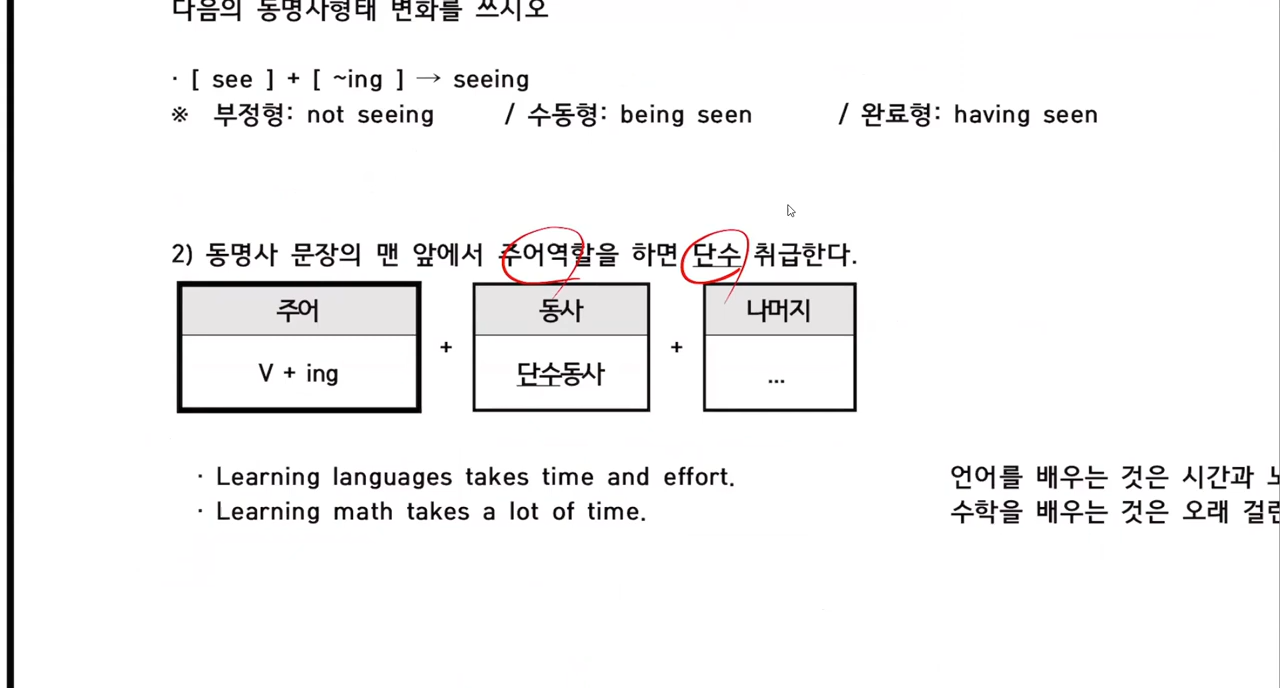 다음의 동명사형태 변화를 쓰시오
· [ see ] + [ ~ing ] → seeing
※ 부정형: not seeing / 수동형: being seen / 완료형: having seen
2) 동명사 문장의 맨 앞에서 주어역할을 하면 단수 취급한다.
주어 동사 나머지
V + ing + 단수동사 + ...
· Learning languages takes time and effort. 언어를 배우는 것은 시간과
· Learning math takes a lot of time. 수학을 배우는 것은 오래